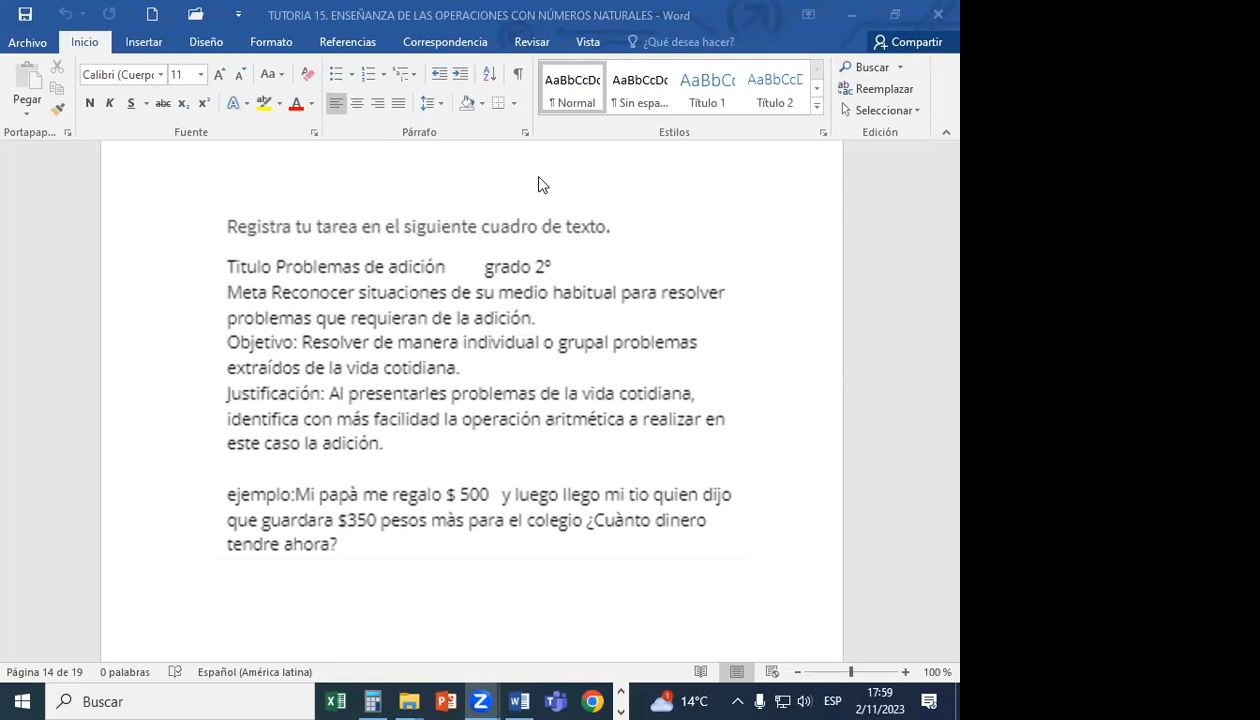 TUTORIA 15. ENSEÑANZA DE LAS OPERACIONES CON NÚMEROS NATURALES - Word
Archivo Inicio Insertar Diseño Formato Referencias Correspondencia Revisar Vista ¿Qué desea hacer? Compartir
Calibri (Cuerpo 11 Aa
AaBbCcDc AaBbCcDc AaBbCc AaBbCcD
Buscar
Pegar
N K S abc x₂ x² A A
¶ Normal ¶ Sin espa... Título 1 Título 2
Reemplazar
Seleccionar
Portapap... Fuente Párrafo Estilos Edición
Registra tu tarea en el siguiente cuadro de texto.
Titulo Problemas de adición grado 2º
Meta Reconocer situaciones de su medio habitual para resolver
problemas que requieran de la adición.
Objetivo: Resolver de manera individual o grupal problemas
extraídos de la vida cotidiana.
Justificación: Al presentarles problemas de la vida cotidiana,
identifica con más facilidad la operación aritmética a realizar en
este caso la adición.
ejemplo:Mi papà me regalo $ 500 y luego llego mi tio quien dijo
que guardara $350 pesos màs para el colegio ¿Cuànto dinero
tendre ahora?
Página 14 de 19 0 palabras Español (América latina) 100 %
Buscar 14°C ESP 17:59
2/11/2023